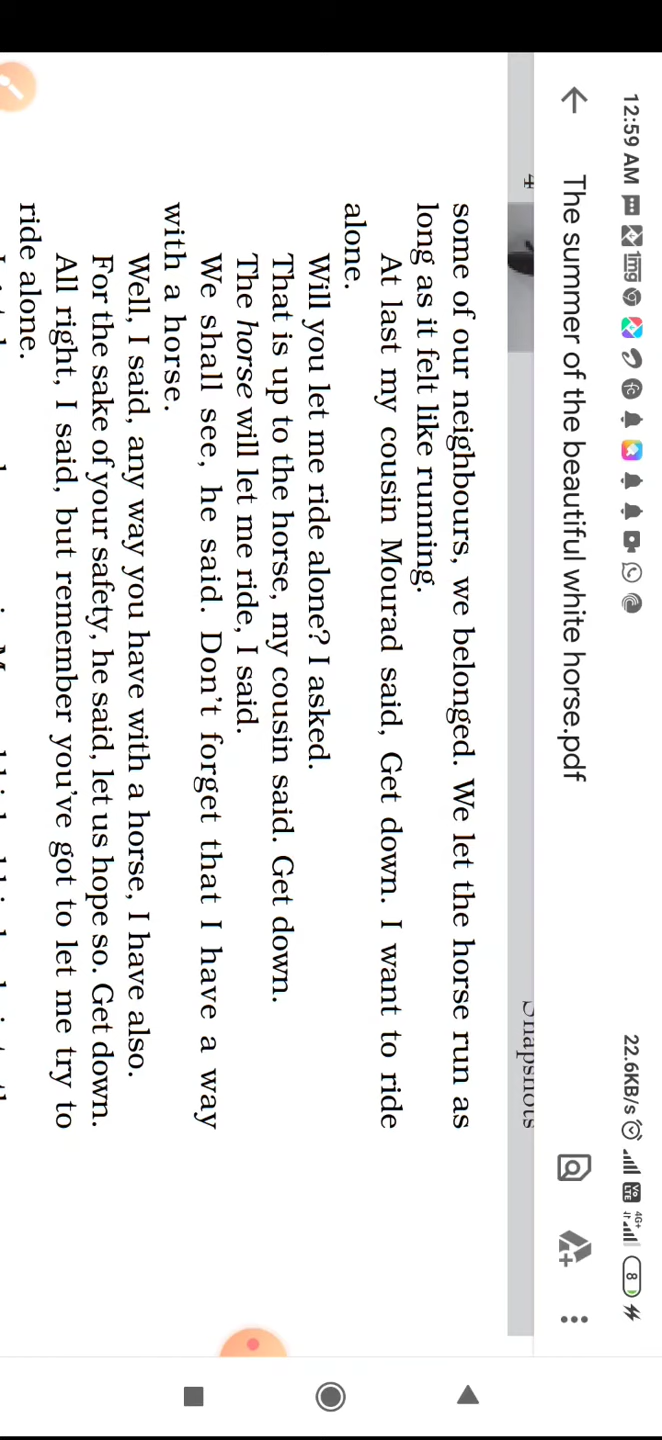 12:59 AM
22.6KB/s
Vo LTE
4G+
8
The summer of the beautiful white horse.pdf
4
Snapshots
some of our neighbours, we belonged. We let the horse run as
long as it felt like running.
At last my cousin Mourad said, Get down. I want to ride
alone.
Will you let me ride alone? I asked.
That is up to the horse, my cousin said. Get down.
The horse will let me ride, I said.
We shall see, he said. Don't forget that I have a way
with a horse.
Well, I said, any way you have with a horse, I have also.
For the sake of your safety, he said, let us hope so. Get down.
All right, I said, but remember you've got to let me try to
ride alone.